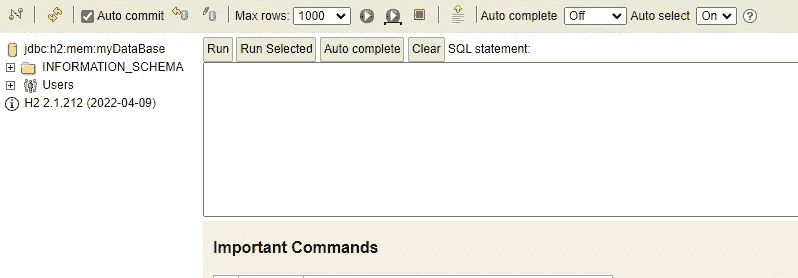 Auto commit Max rows: 1000 Auto complete Off Auto select On
jdbc:h2:mem:myDataBase
INFORMATION_SCHEMA
Users
H2 2.1.212 (2022-04-09)
Run Run Selected Auto complete Clear SQL statement:
Important Commands